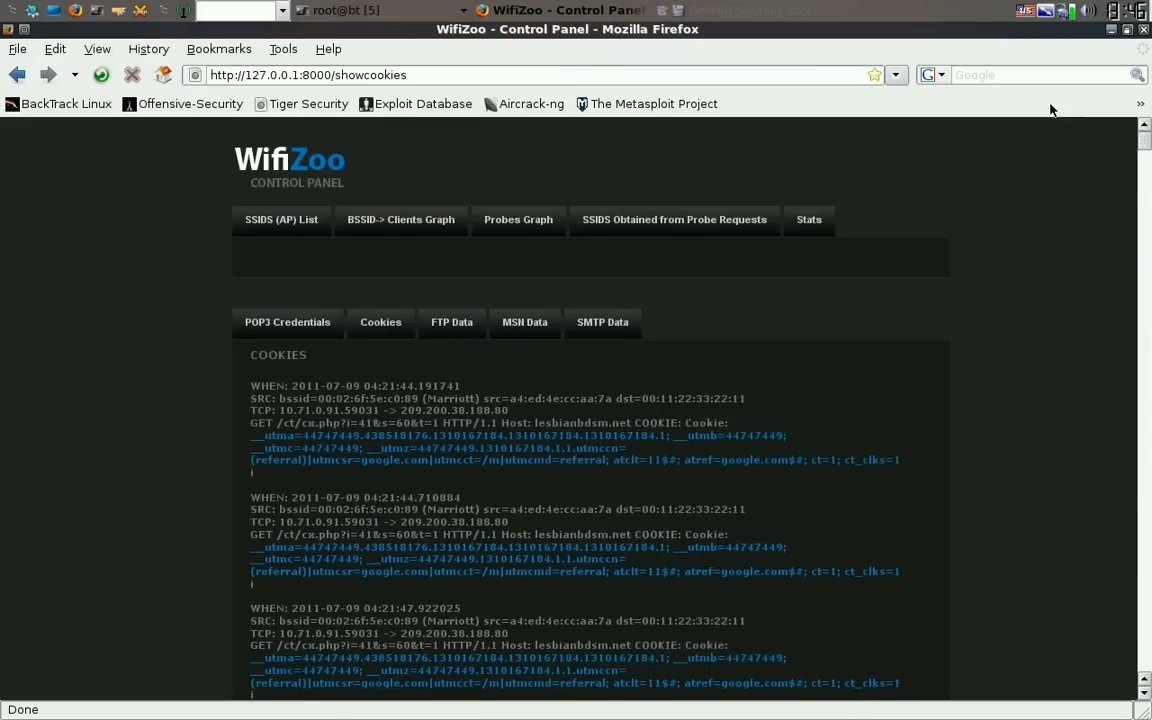 root@bt [5]
WifiZoo - Control Panel
US
8:46
WifiZoo - Control Panel - Mozilla Firefox
File Edit View History Bookmarks Tools Help
http://127.0.0.1:8000/showcookies
G
Google
BackTrack Linux Offensive-Security Tiger Security Exploit Database Aircrack-ng The Metasploit Project »
WifiZoo
CONTROL PANEL
SSIDS (AP) List BSSID-> Clients Graph Probes Graph SSIDS Obtained from Probe Requests Stats
POP3 Credentials Cookies FTP Data MSN Data SMTP Data
COOKIES
WHEN: 2011-07-09 04:21:44.191741
SRC: bssid=00:02:6f:5e:c0:89 (Marriott) src=a4:ed:4e:cc:aa:7a dst=00:11:22:33:22:11
TCP: 10.71.0.91.59031 -> 209.200.38.188.80
GET /ct/cx.php?i=41&s=60&t=1 HTTP/1.1 Host: lesbianbdsm.net COOKIE: Cookie:
__utma=44747449.438518176.1310167184.1310167184.1310167184.1; __utmb=44747449;
__utmc=44747449; __utmz=44747449.1310167184.1.1.utmccn=
(referral)|utmcsr=google.com|utmcct=/m|utmcmd=referral; atclt=11$#; atref=google.com$#; ct=1; ct_clks=1
i
WHEN: 2011-07-09 04:21:44.710884
SRC: bssid=00:02:6f:5e:c0:89 (Marriott) src=a4:ed:4e:cc:aa:7a dst=00:11:22:33:22:11
TCP: 10.71.0.91.59031 -> 209.200.38.188.80
GET /ct/cx.php?i=41&s=60&t=1 HTTP/1.1 Host: lesbianbdsm.net COOKIE: Cookie:
__utma=44747449.438518176.1310167184.1310167184.1310167184.1; __utmb=44747449;
__utmc=44747449; __utmz=44747449.1310167184.1.1.utmccn=
(referral)|utmcsr=google.com|utmcct=/m|utmcmd=referral; atclt=11$#; atref=google.com$#; ct=1; ct_clks=1
i
WHEN: 2011-07-09 04:21:47.922025
SRC: bssid=00:02:6f:5e:c0:89 (Marriott) src=a4:ed:4e:cc:aa:7a dst=00:11:22:33:22:11
TCP: 10.71.0.91.59031 -> 209.200.38.188.80
GET /ct/cx.php?i=41&s=60&t=1 HTTP/1.1 Host: lesbianbdsm.net COOKIE: Cookie:
__utma=44747449.438518176.1310167184.1310167184.1310167184.1; __utmb=44747449;
__utmc=44747449; __utmz=44747449.1310167184.1.1.utmccn=
(referral)|utmcsr=google.com|utmcct=/m|utmcmd=referral; atclt=11$#; atref=google.com$#; ct=1; ct_clks=1
i
Done